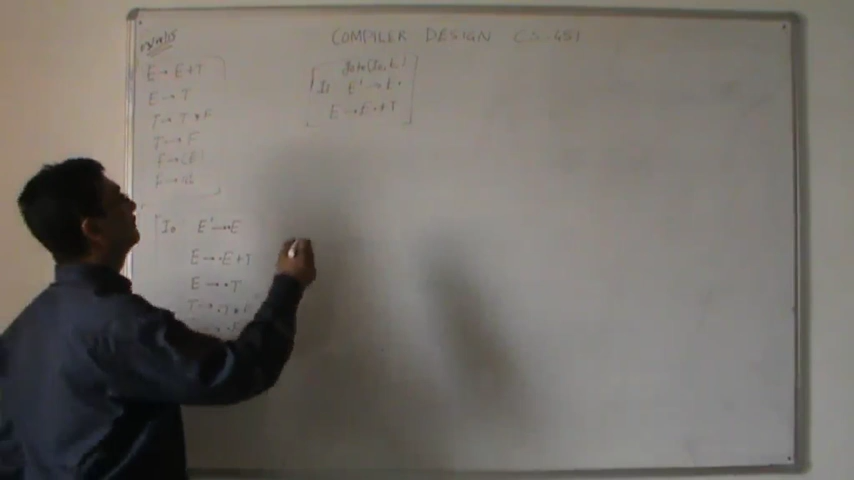 COMPILER DESIGN CS-451
E → E+T
E → T
T → T * F
T → F
F → (E)
F → id
I0 E' → •E
E → •E+T
E → •T
T → •T * F
goto(I0, E)
I1 E' → E•
E → E•+T